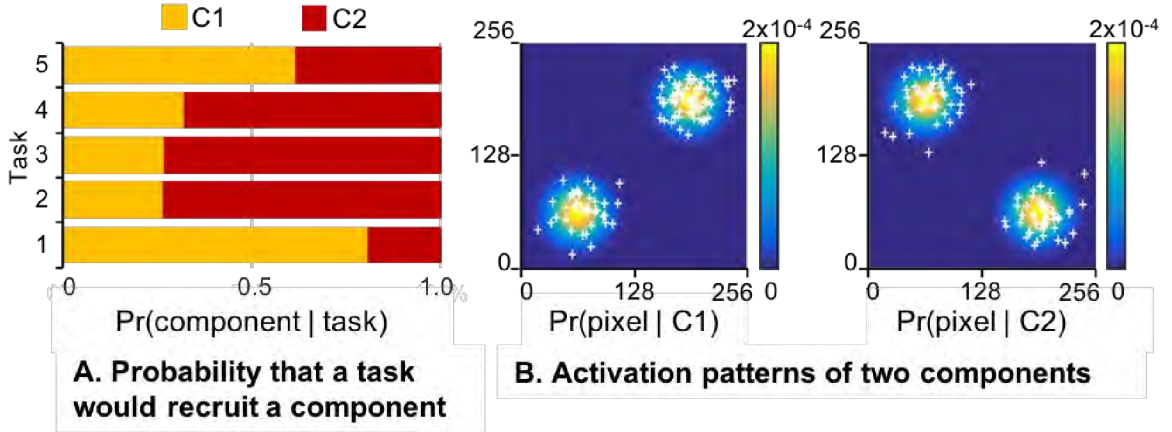 C1 C2
Task
5
4
3
2
1
0 0.5 1.0
%
Pr(component | task)
A. Probability that a task
would recruit a component
256
128
0
0 128 256
2x10-4
0
Pr(pixel | C1)
256
128
0
0 128 256
2x10-4
0
Pr(pixel | C2)
B. Activation patterns of two components